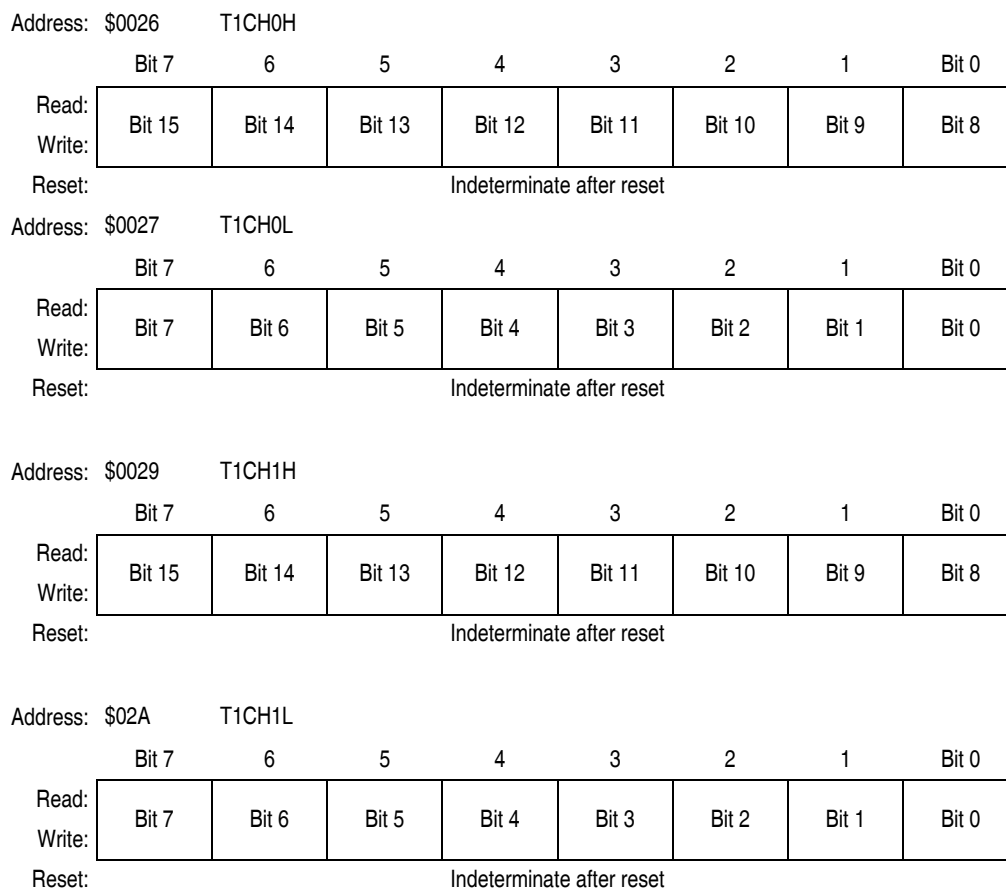 Address: $0026 T1CH0H
Bit 7 6 5 4 3 2 1 Bit 0
Read:
Bit 15 Bit 14 Bit 13 Bit 12 Bit 11 Bit 10 Bit 9 Bit 8
Write:
Reset: Indeterminate after reset
Address: $0027 T1CH0L
Bit 7 6 5 4 3 2 1 Bit 0
Read:
Bit 7 Bit 6 Bit 5 Bit 4 Bit 3 Bit 2 Bit 1 Bit 0
Write:
Reset: Indeterminate after reset
Address: $0029 T1CH1H
Bit 7 6 5 4 3 2 1 Bit 0
Read:
Bit 15 Bit 14 Bit 13 Bit 12 Bit 11 Bit 10 Bit 9 Bit 8
Write:
Reset: Indeterminate after reset
Address: $02A T1CH1L
Bit 7 6 5 4 3 2 1 Bit 0
Read:
Bit 7 Bit 6 Bit 5 Bit 4 Bit 3 Bit 2 Bit 1 Bit 0
Write:
Reset: Indeterminate after reset